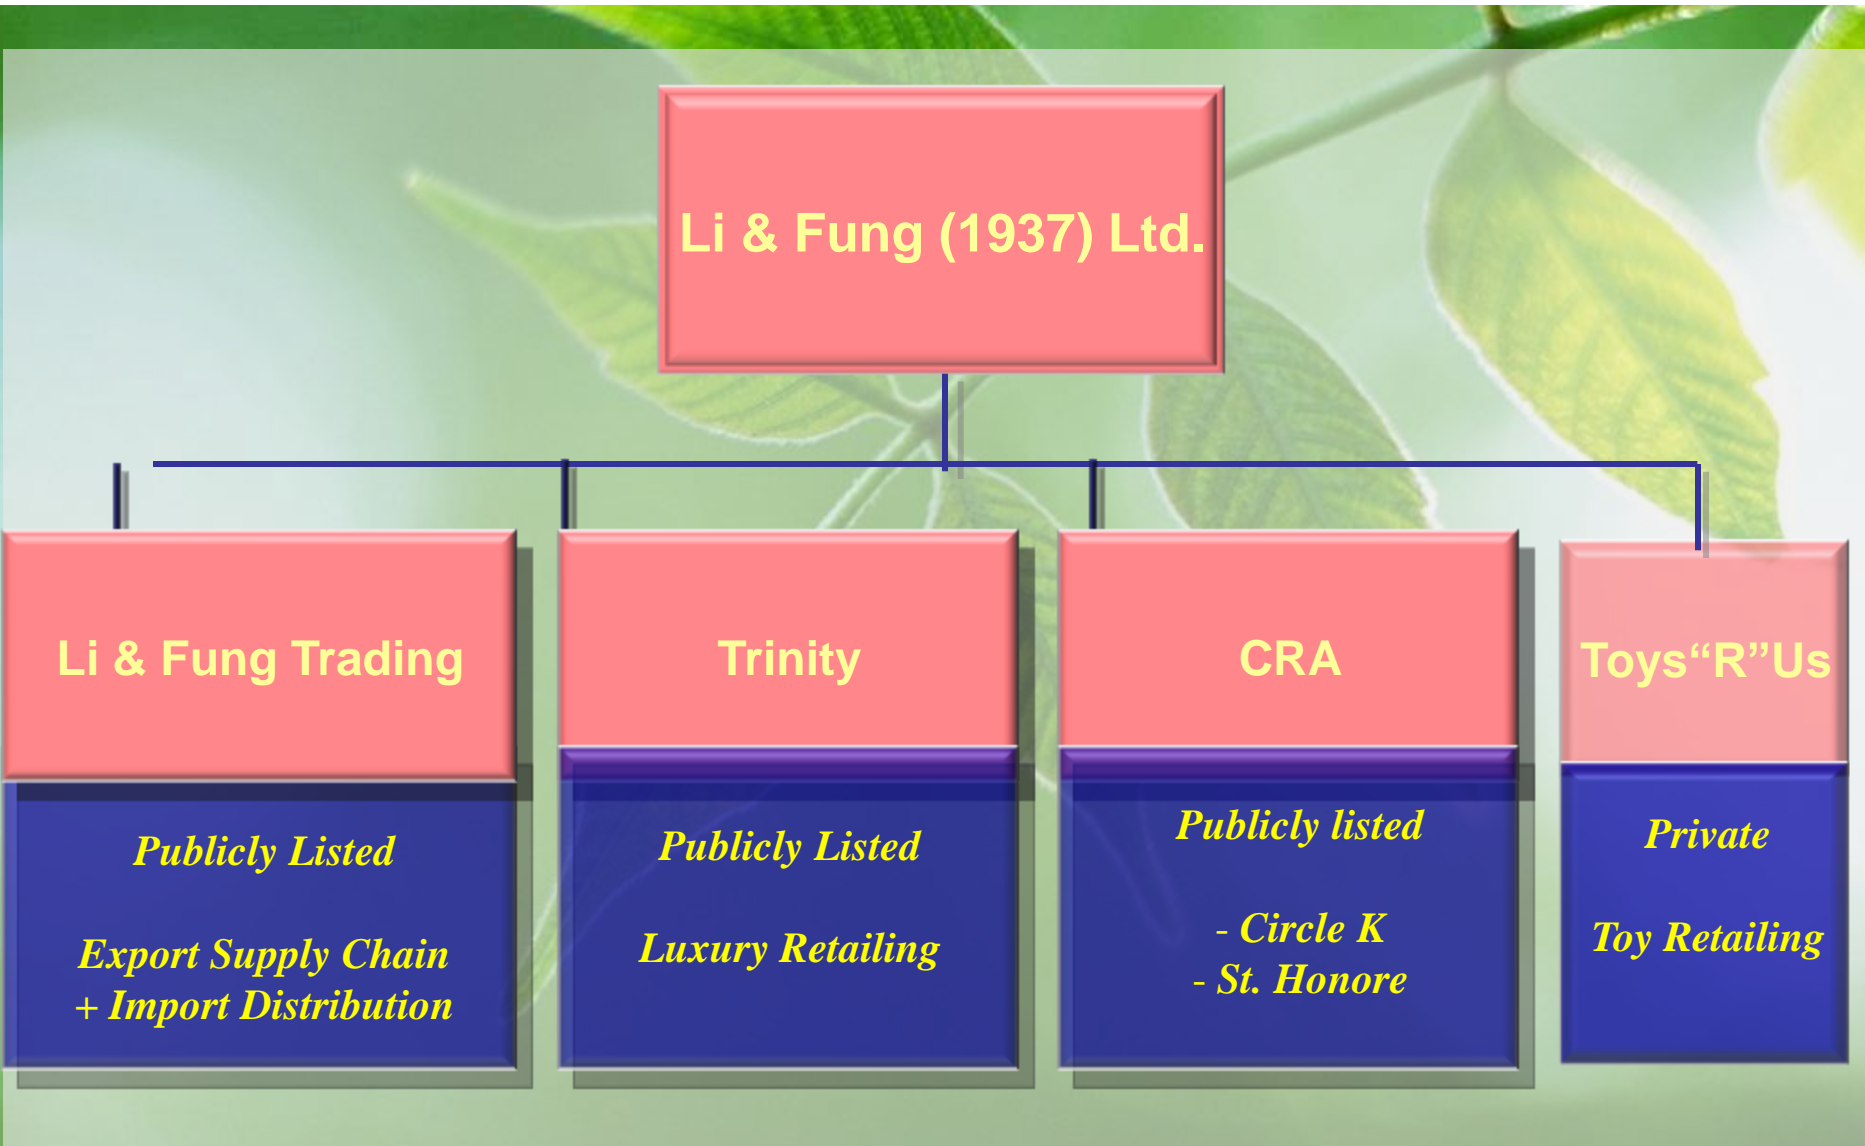 Li & Fung (1937) Ltd.
Li & Fung Trading
Trinity
CRA
Toys“R”Us
Publicly Listed
Export Supply Chain
+ Import Distribution
Publicly Listed
Luxury Retailing
Publicly listed
- Circle K
- St. Honore
Private
Toy Retailing